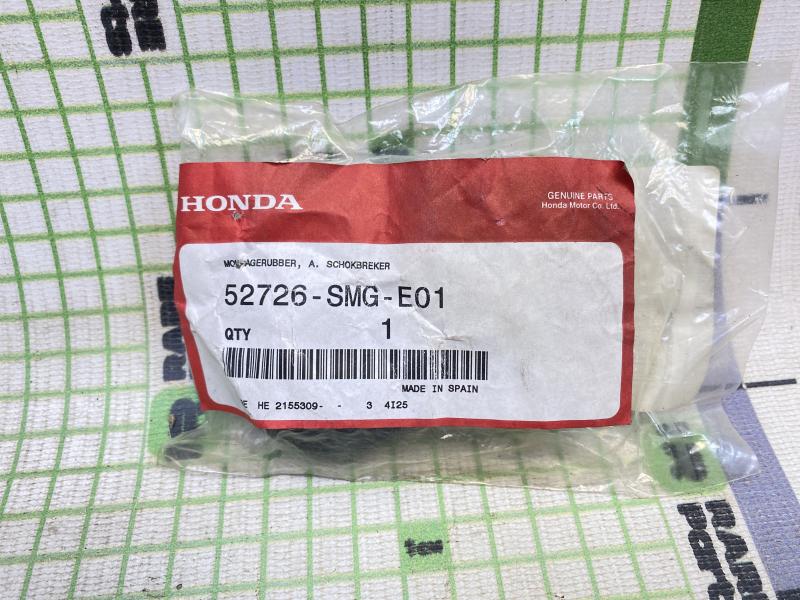 HONDA
GENUINE PARTS
Honda Motor Co. Ltd.
MONTAGERUBBER, A. SCHOKBREKER
52726-SMG-E01
QTY 1
MADE IN SPAIN
HE 2155309- - 3 4I25